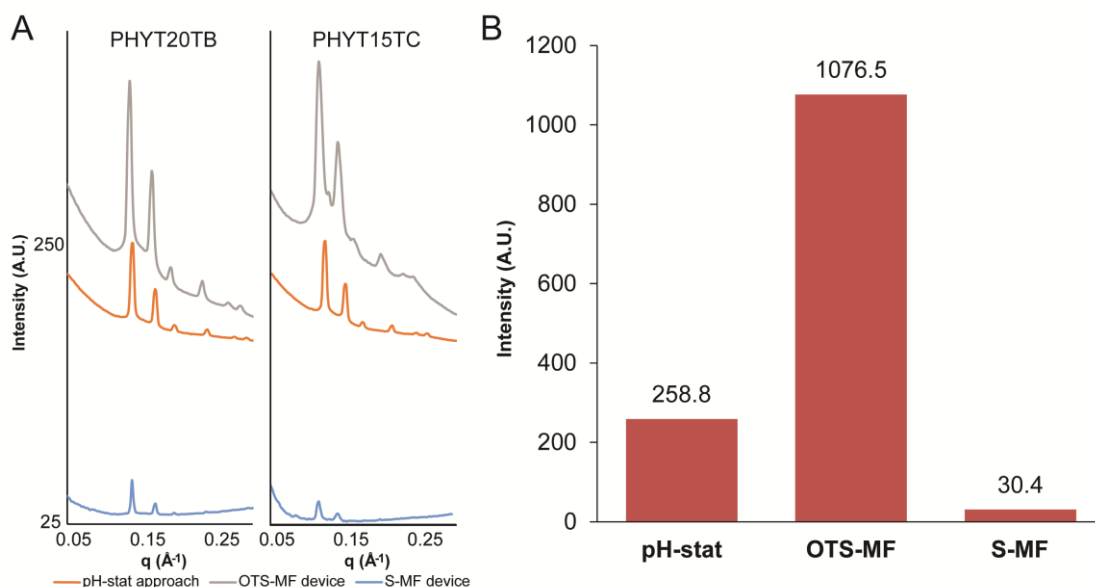 A
PHYT20TB
PHYT15TC
Intensity (A.U.)
250
25
0.05
0.15
0.25
0.05
0.15
0.25
q (Å⁻¹)
q (Å⁻¹)
pH-stat approach
OTS-MF device
S-MF device
B
Intensity (A.U.)
1200
1000
800
600
400
200
0
258.8
1076.5
30.4
pH-stat
OTS-MF
S-MF